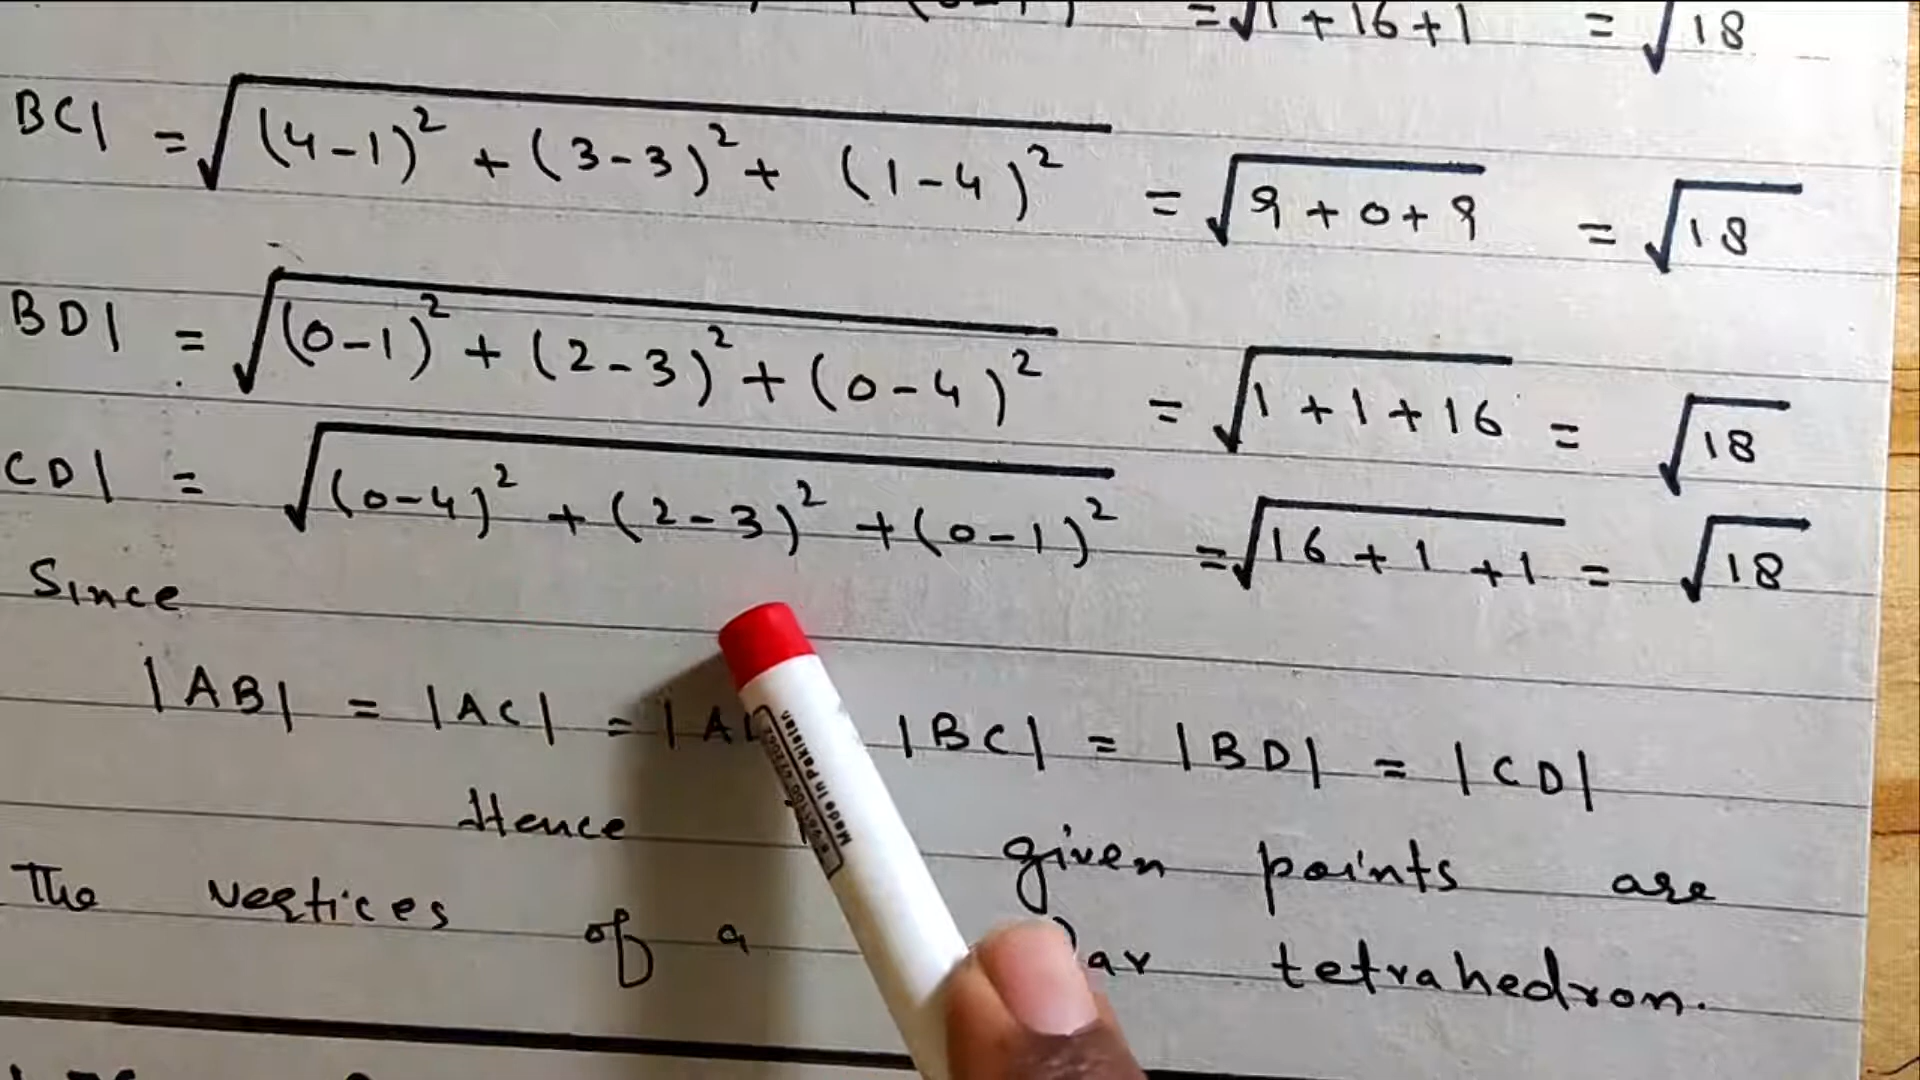 = √1 + 16 + 1 = √18
BC| = √(4-1)² + (3-3)² + (1-4)² = √9 + 0 + 9 = √18
BD| = √(0-1)² + (2-3)² + (0-4)² = √1 + 1 + 16 = √18
CD| = √(0-4)² + (2-3)² + (0-1)² = √16 + 1 + 1 = √18
Since
|AB| = |AC| = |A |BC| = |BD| = |CD|
Hence given points are
The vertices of a lar tetrahedron.
Made in Pakistan